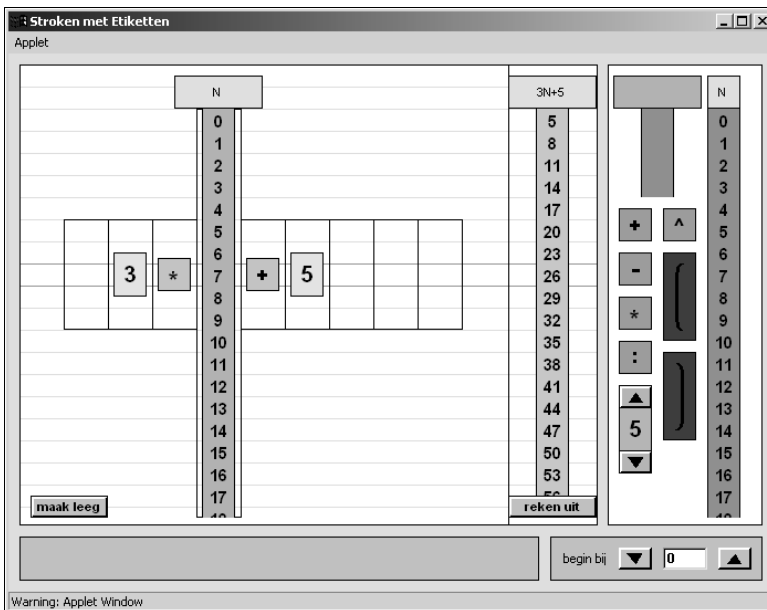 Stroken met Etiketten
Applet
N 3N+5 N
0 5 0
1 8 1
2 11 2
3 14 3
4 17 4
+ ^
5 20 5
6 23 6
3 * 7 + 5 26 - 7
8 29 8
9 32 * 9
10 35 10
11 38 : 11
12 41 12
13 44 13
14 47 5 14
15 50 15
16 53 16
maak leeg 17 reken uit 17
begin bij 0
Warning: Applet Window